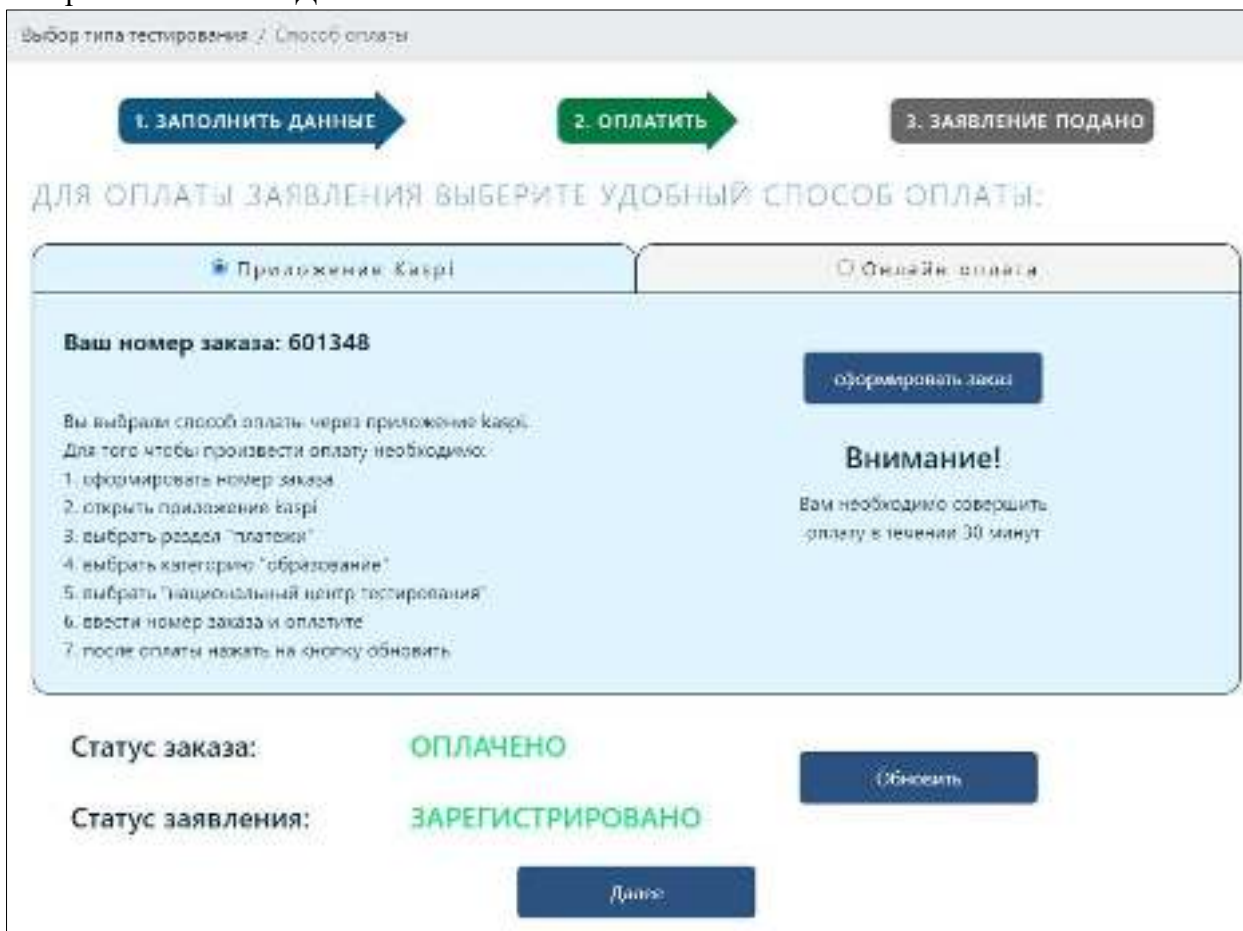 Выбор типа тестирования / Способ оплаты
1. ЗАПОЛНИТЬ ДАННЫЕ
2. ОПЛАТИТЬ
3. ЗАЯВЛЕНИЕ ПОДАНО
ДЛЯ ОПЛАТЫ ЗАЯВЛЕНИЯ ВЫБЕРИТЕ УДОБНЫЙ СПОСОБ ОПЛАТЫ:
Приложение Kaspi
Онлайн оплата
Ваш номер заказа: 601348
сформировать заказ
Вы выбрали способ оплаты через приложение kaspi.
Для того чтобы произвести оплату необходимо:
1. сформировать номер заказа
2. открыть приложение kaspi
3. выбрать раздел "платежи"
4. выбрать категорию "образование"
5. выбрать "национальный центр тестирования"
6. ввести номер заказа и оплатите
7. после оплаты нажать на кнопку обновить
Внимание!
Вам необходимо совершить
оплату в течении 30 минут
Статус заказа:
ОПЛАЧЕНО
Обновить
Статус заявления:
ЗАРЕГИСТРИРОВАНО
Далее